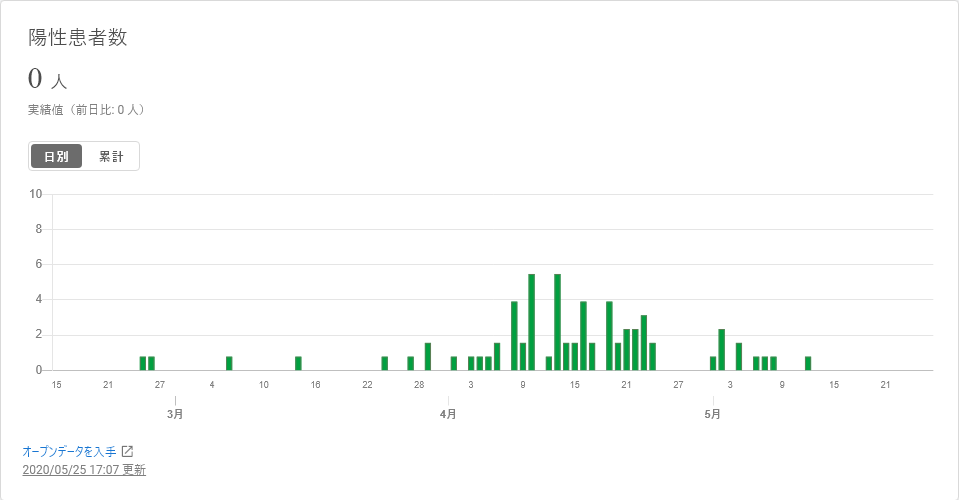 陽性患者数
0 人
実績値（前日比: 0 人）
日別 累計
10
8
6
4
2
0
15 21 27 4 10 16 22 28 3 9 15 21 27 3 9 15 21
3月 4月 5月
オープンデータを入手
2020/05/25 17:07 更新